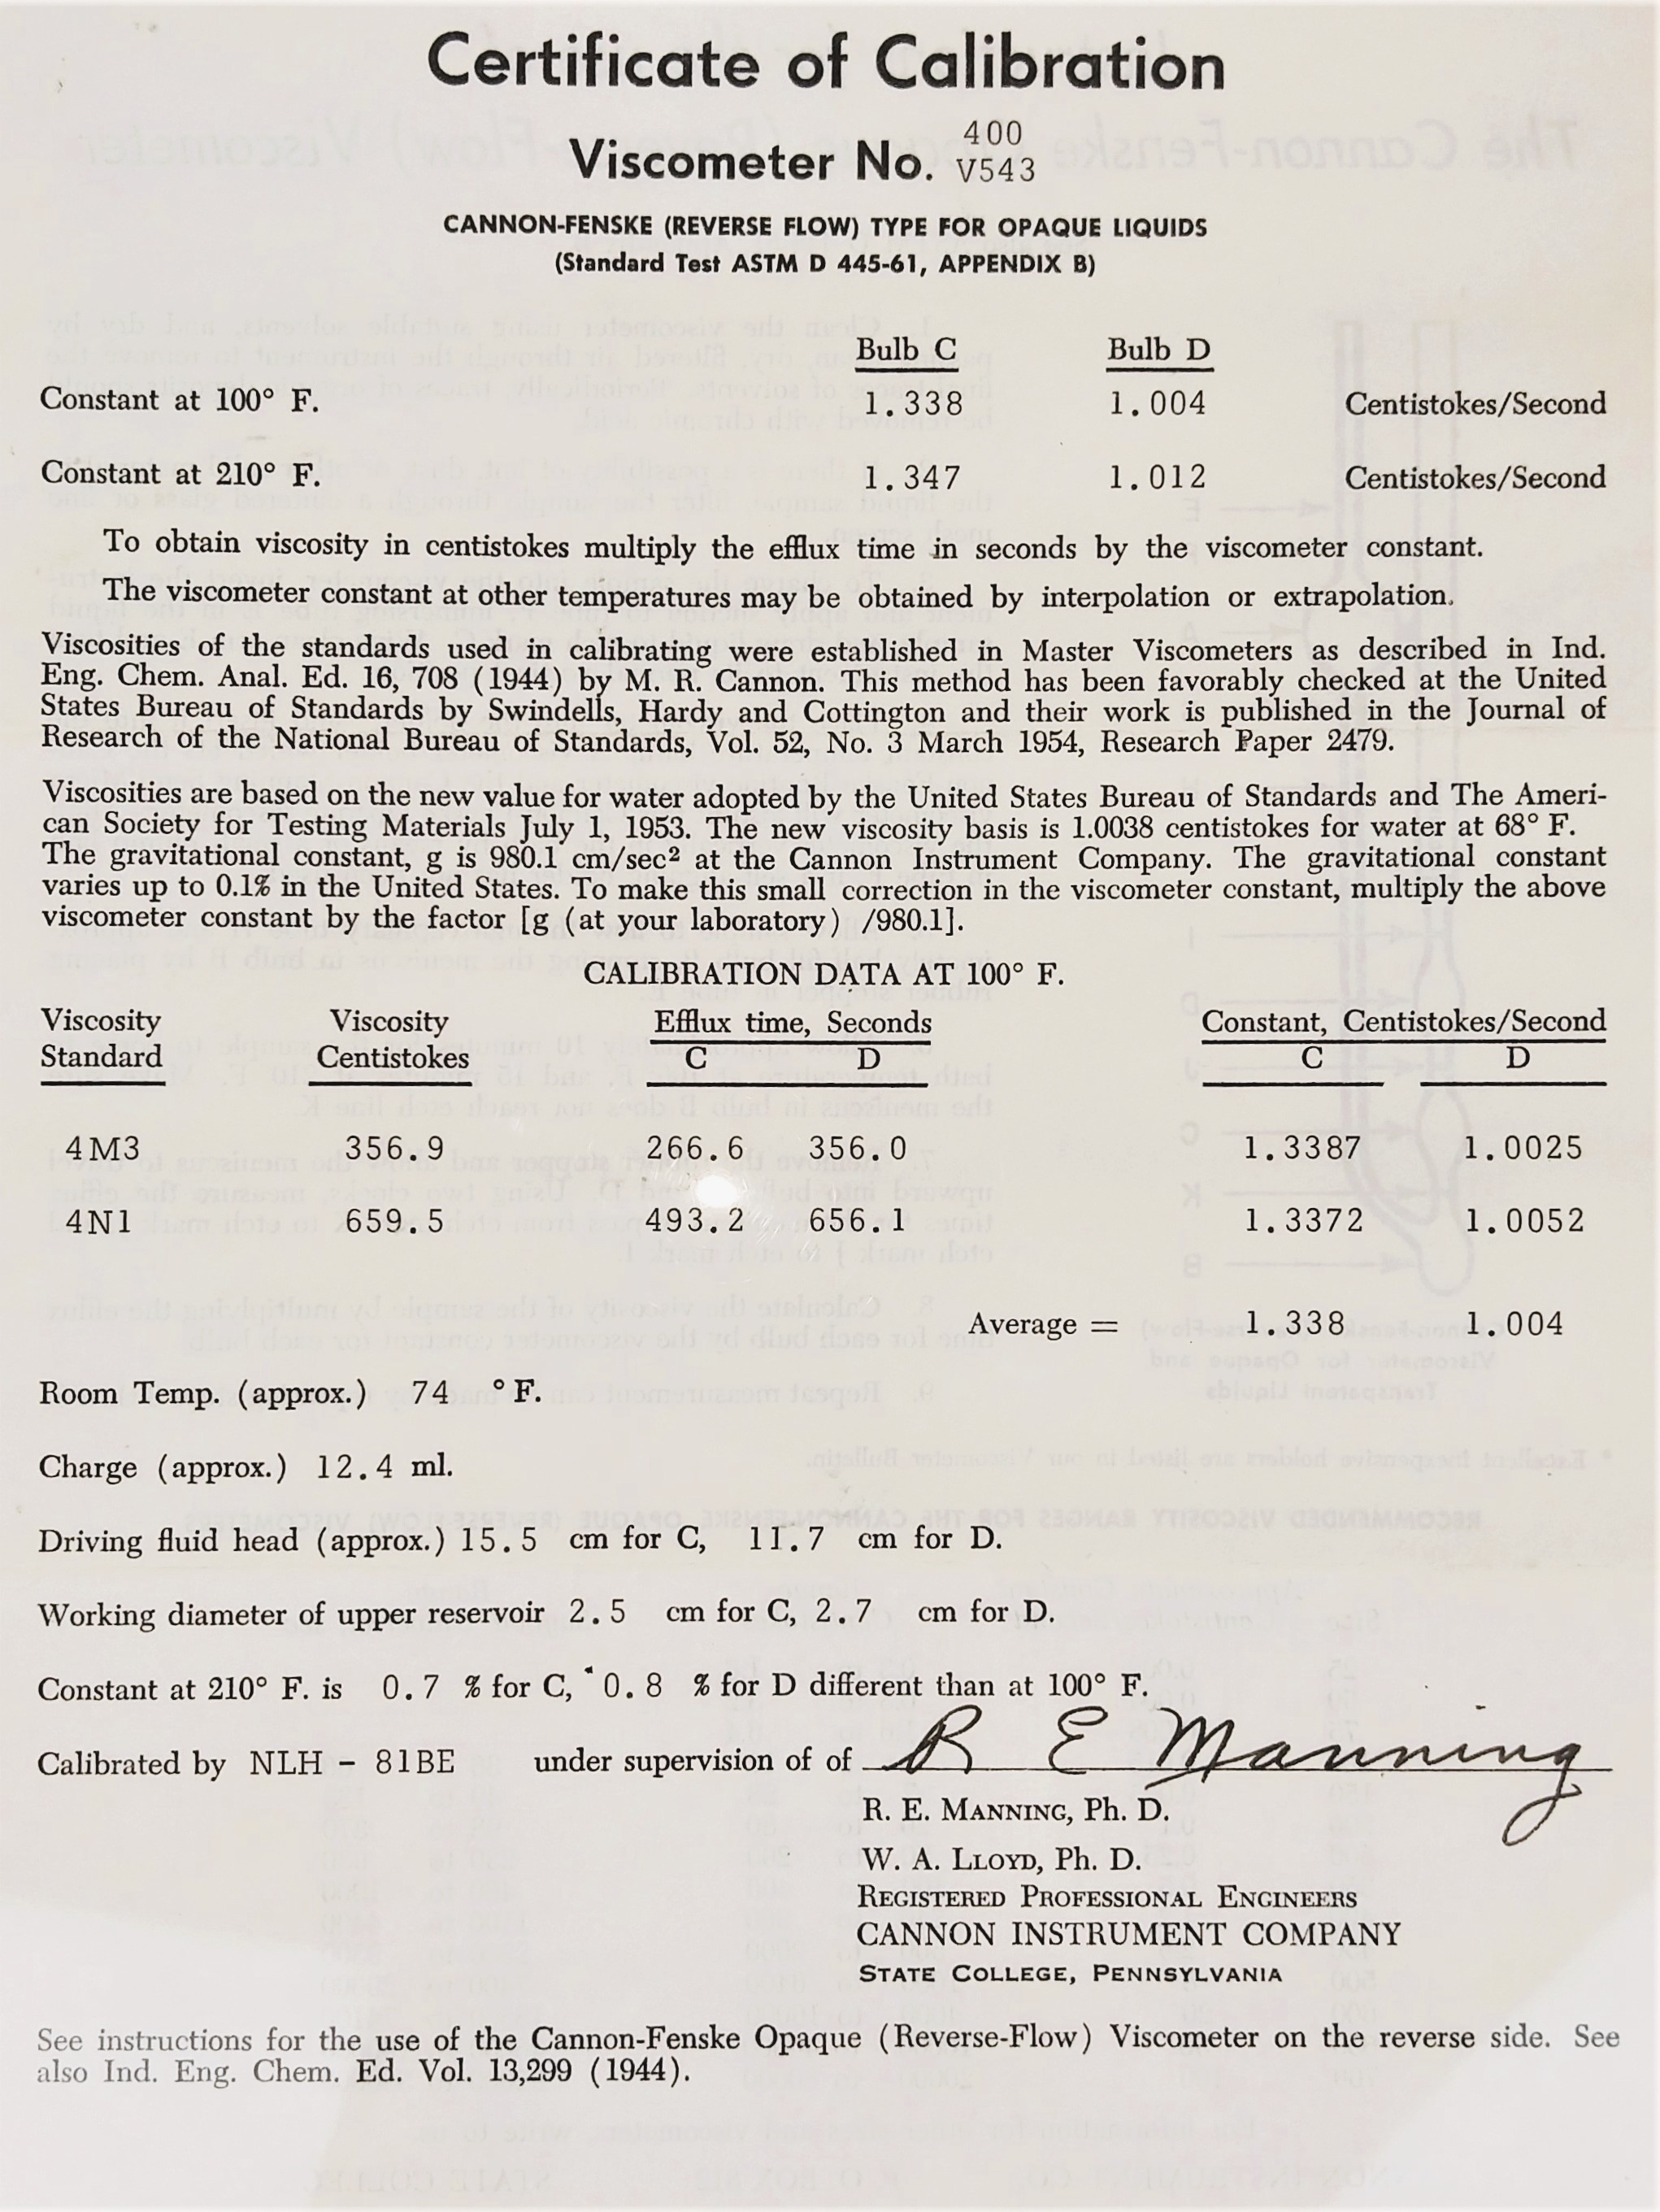 Certificate of Calibration
400
Viscometer No. V543
CANNON-FENSKE (REVERSE FLOW) TYPE FOR OPAQUE LIQUIDS
(Standard Test ASTM D 445-61, APPENDIX B)
Bulb C Bulb D
Constant at 100° F. 1.338 1.004 Centistokes/Second
Constant at 210° F. 1.347 1.012 Centistokes/Second
To obtain viscosity in centistokes multiply the efflux time in seconds by the viscometer constant.
The viscometer constant at other temperatures may be obtained by interpolation or extrapolation.
Viscosities of the standards used in calibrating were established in Master Viscometers as described in Ind.
Eng. Chem. Anal. Ed. 16, 708 (1944) by M. R. Cannon. This method has been favorably checked at the United
States Bureau of Standards by Swindells, Hardy and Cottington and their work is published in the Journal of
Research of the National Bureau of Standards, Vol. 52, No. 3 March 1954, Research Paper 2479.
Viscosities are based on the new value for water adopted by the United States Bureau of Standards and The Ameri-
can Society for Testing Materials July 1, 1953. The new viscosity basis is 1.0038 centistokes for water at 68° F.
The gravitational constant, g is 980.1 cm/sec² at the Cannon Instrument Company. The gravitational constant
varies up to 0.1% in the United States. To make this small correction in the viscometer constant, multiply the above
viscometer constant by the factor [g (at your laboratory) /980.1].
CALIBRATION DATA AT 100° F.
Viscosity Viscosity Efflux time, Seconds Constant, Centistokes/Second
Standard Centistokes C D C D
4M3 356.9 266.6 356.0 1.3387 1.0025
4N1 659.5 493.2 656.1 1.3372 1.0052
Average = 1.338 1.004
Room Temp. (approx.) 74 °F.
Charge (approx.) 12.4 ml.
Driving fluid head (approx.) 15.5 cm for C, 11.7 cm for D.
Working diameter of upper reservoir 2.5 cm for C, 2.7 cm for D.
Constant at 210° F. is 0.7 % for C, 0.8 % for D different than at 100° F.
Calibrated by NLH - 81BE under supervision of of R E Manning
R. E. MANNING, Ph. D.
W. A. LLOYD, Ph. D.
REGISTERED PROFESSIONAL ENGINEERS
CANNON INSTRUMENT COMPANY
STATE COLLEGE, PENNSYLVANIA
See instructions for the use of the Cannon-Fenske Opaque (Reverse-Flow) Viscometer on the reverse side. See
also Ind. Eng. Chem. Ed. Vol. 13,299 (1944).